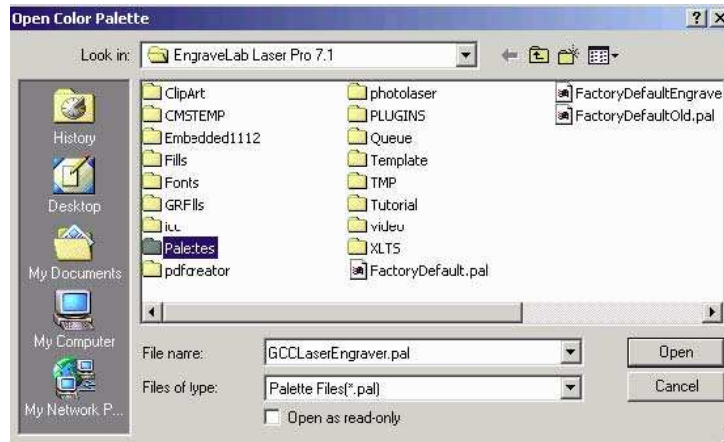 Open Color Palette
Look in: EngraveLab Laser Pro 7.1
History
Desktop
My Documents
My Computer
My Network P...
ClipArt
CMSTEMP
Embedded1112
Fills
Fonts
GRFlls
icc
Palettes
pdfcreator
photolaser
PLUGINS
Queue
Template
TMP
Tutorial
video
XLTS
FactoryDefault.pal
FactoryDefaultEngrave
FactoryDefaultOld.pal
File name: GCCLaserEngraver.pal Open
Files of type: Palette Files(*.pal) Cancel
Open as read-only